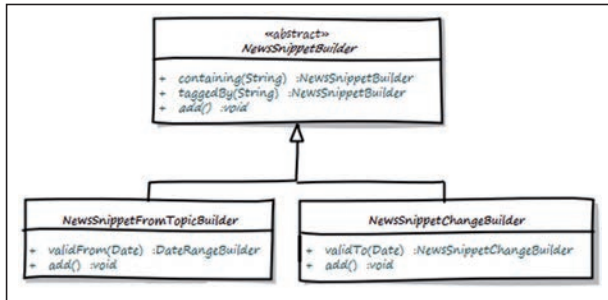 «abstract»
NewsSnippetBuilder
+ containing(String) :NewsSnippetBuilder
+ taggedBy(String) :NewsSnippetBuilder
+ add() :void
NewsSnippetFromTopicBuilder
+ validFrom(Date) :DateRangeBuilder
+ add() :void
NewsSnippetChangeBuilder
+ validTo(Date) :NewsSnippetChangeBuilder
+ add() :void